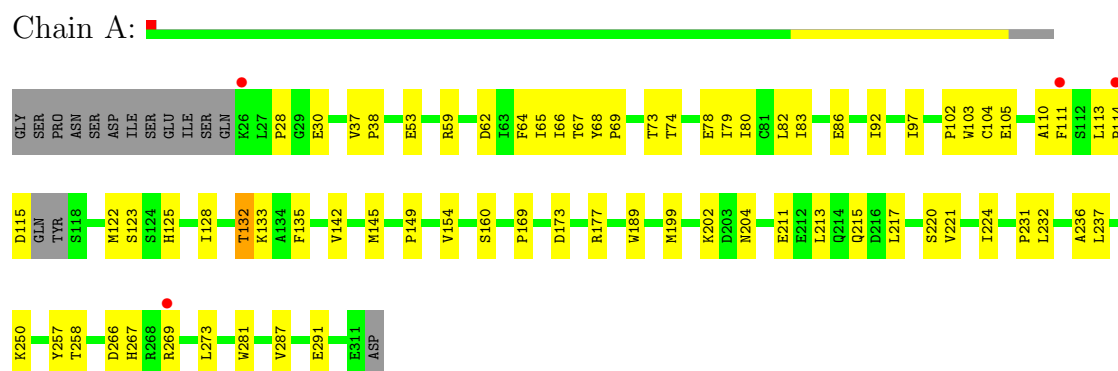 Chain A:
GLY SER PRO ASN SER ASP ILE SER GLU ILE SER GLN K26 L27 P28 G29 E30 V37 P38 E53 R59 D62 I63 F64 I65 I66 T67 Y68 P69 T73 T74 E78 I79 I80 C81 L82 I83 E86 I92 I97 P102 W103 C104 E105 A110 F111 S112 L113
D115 GLN TYR S118 M122 S123 S124 H125 I128 T132 K133 A134 F135 V142 M145 P149 V154 S160 P169 D173 R177 W189 M199 K202 D203 N204 E211 E212 L213 Q214 Q215 D216 L217 S220 V221 I224 P231 L232 A236 L237
K250 Y257 T258 D266 H267 R268 R269 L273 W281 V287 E291 E311 ASP